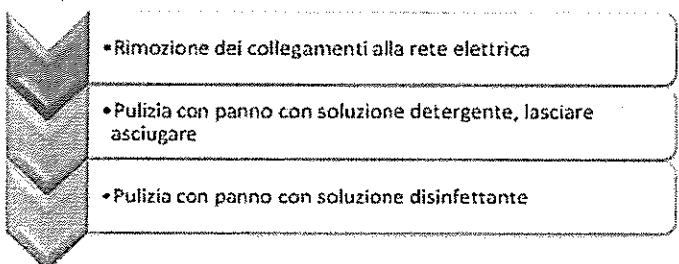 •Rimozione dei collegamenti alla rete elettrica
•Pulizia con panno con soluzione detergente, lasciare
asciugare
•Pulizia con panno con soluzione disinfettante